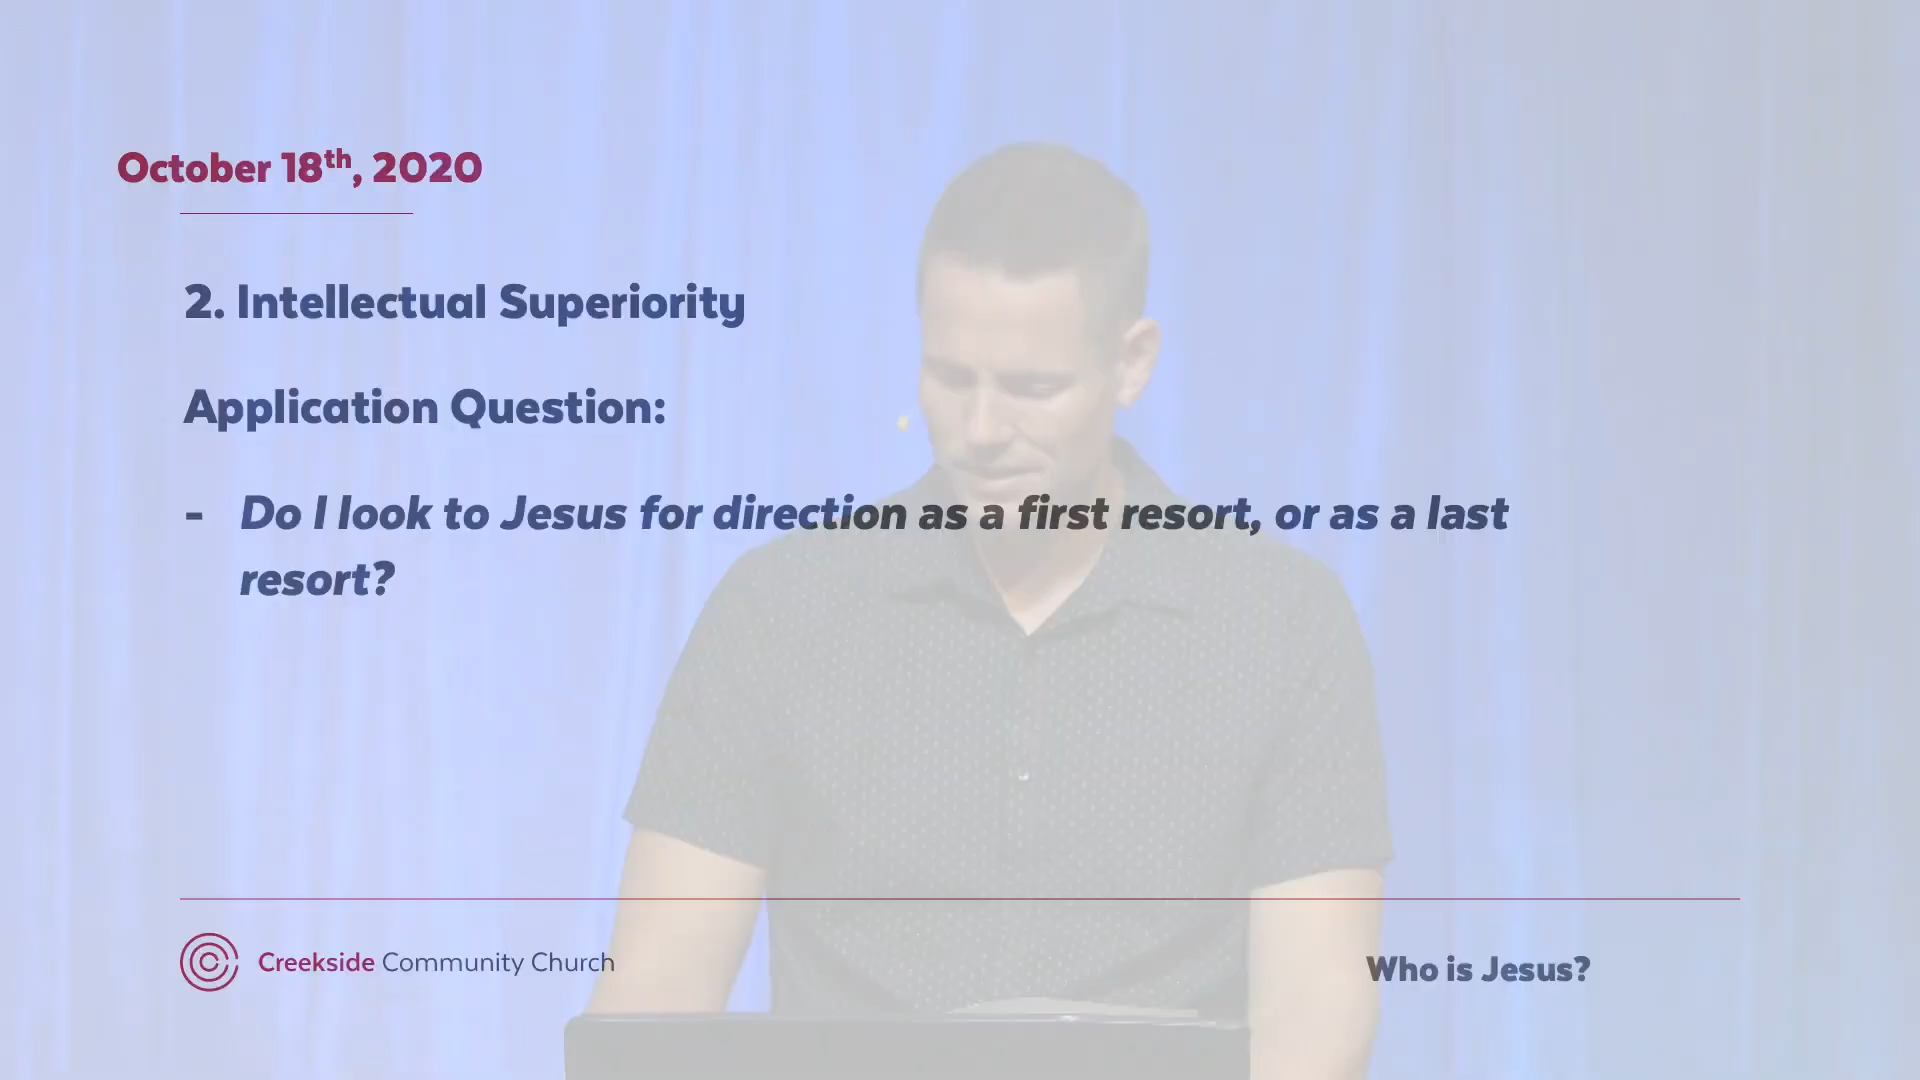 October 18th, 2020
2. Intellectual Superiority
Application Question:
- Do I look to Jesus for direction as a first resort, or as a last
resort?
Creekside Community Church
Who is Jesus?